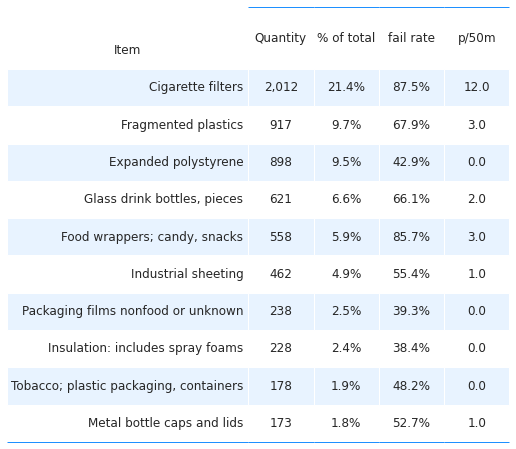 Item Quantity % of total fail rate p/50m
Cigarette filters 2,012 21.4% 87.5% 12.0
Fragmented plastics 917 9.7% 67.9% 3.0
Expanded polystyrene 898 9.5% 42.9% 0.0
Glass drink bottles, pieces 621 6.6% 66.1% 2.0
Food wrappers; candy, snacks 558 5.9% 85.7% 3.0
Industrial sheeting 462 4.9% 55.4% 1.0
Packaging films nonfood or unknown 238 2.5% 39.3% 0.0
Insulation: includes spray foams 228 2.4% 38.4% 0.0
Tobacco; plastic packaging, containers 178 1.9% 48.2% 0.0
Metal bottle caps and lids 173 1.8% 52.7% 1.0